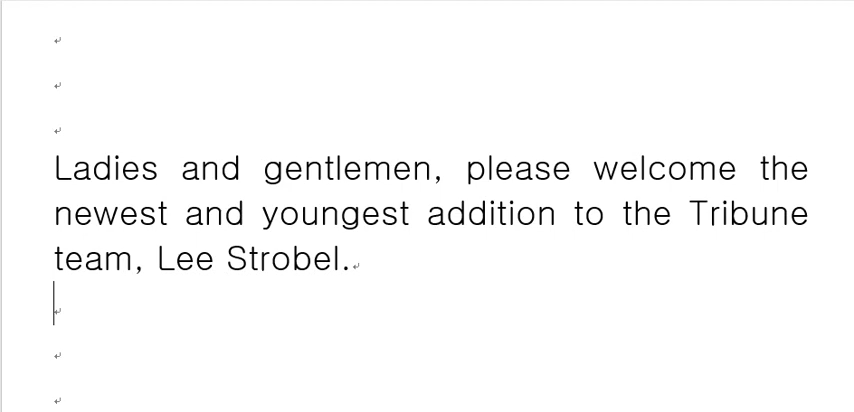 Ladies and gentlemen, please welcome the
newest and youngest addition to the Tribune
team, Lee Strobel.